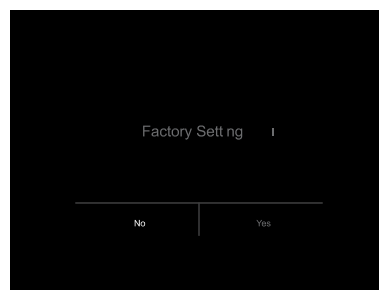 Factory Sett ng I
No Yes